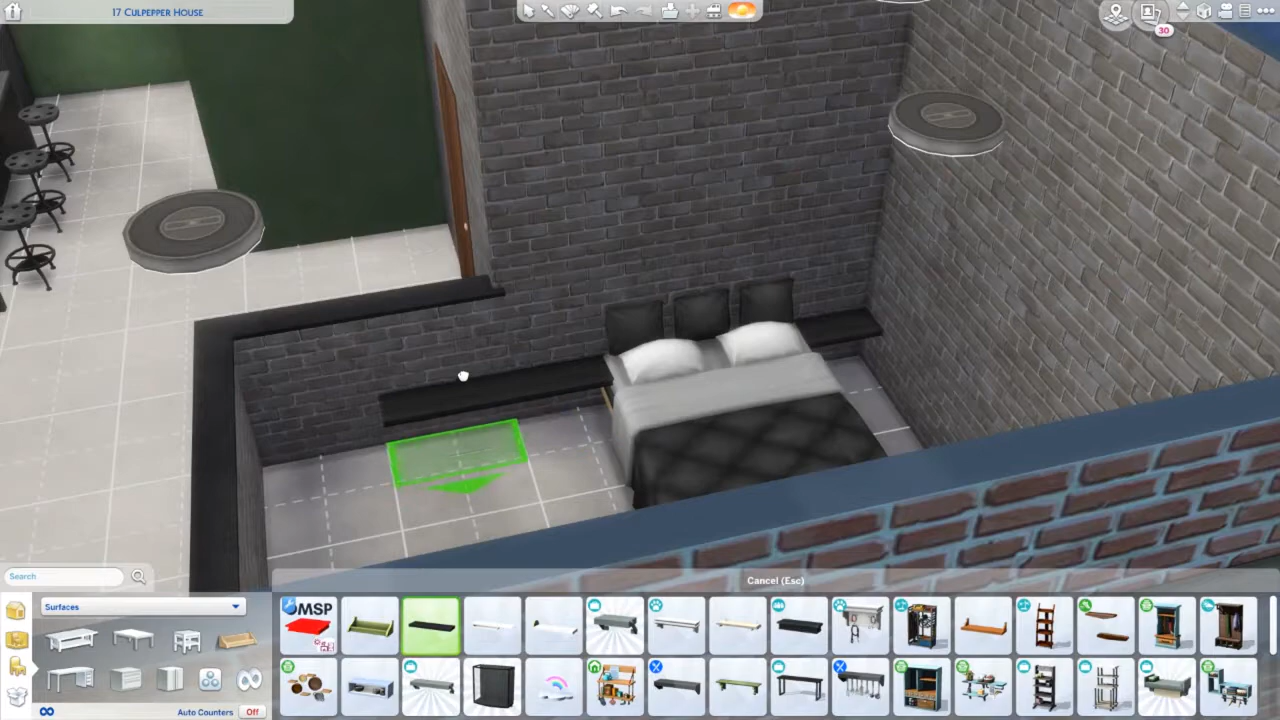 17 Culpepper House
30
Cancel (Esc)
Search
Surfaces
MSP
Auto Counters
Off